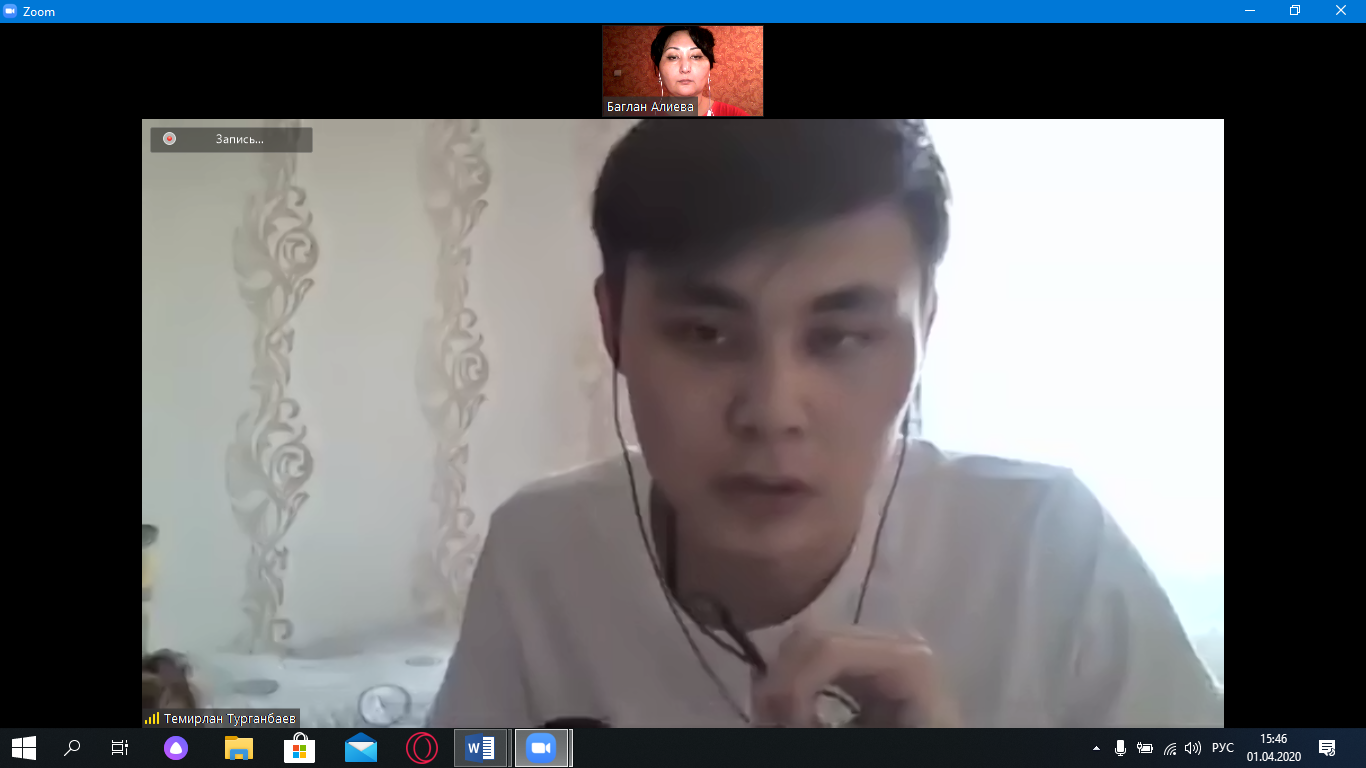 Zoom
Баглан Алиева
Запись...
Темирлан Турганбаев
W
РУС
15:46
01.04.2020